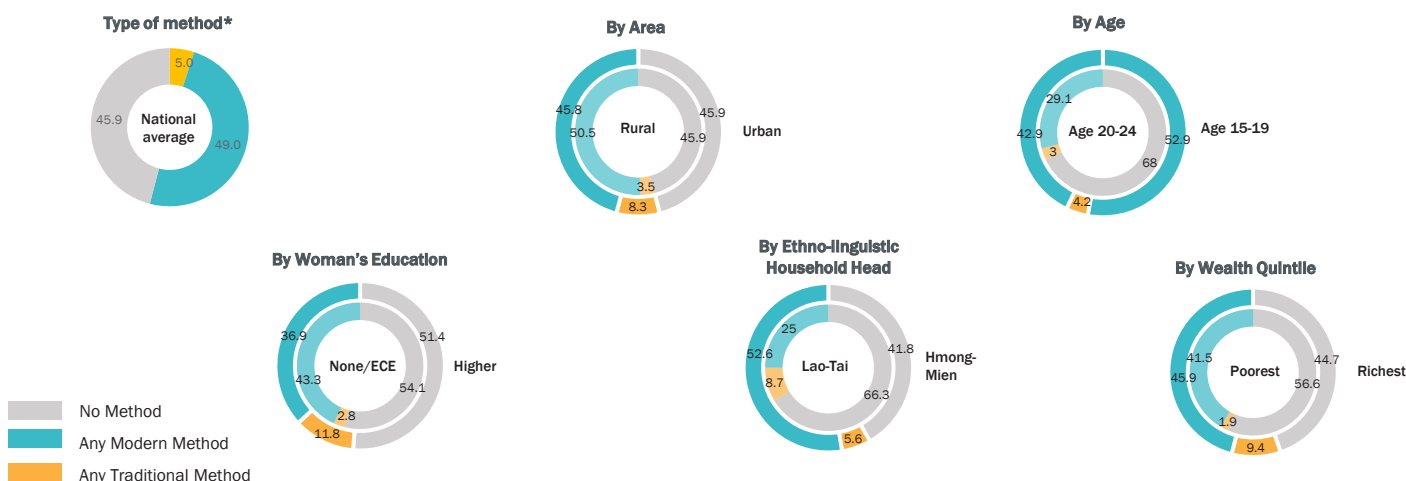 Type of method*
5.0
45.9
National
average
49.0
By Area
45.8
50.5
Rural
45.9
45.9
Urban
3.5
8.3
By Age
29.1
42.9
Age 20-24
52.9
Age 15-19
3
68
4.2
By Woman's Education
36.9
51.4
None/ECE
Higher
43.3
54.1
2.8
11.8
By Ethno-linguistic
Household Head
25
52.6
41.8
Lao-Tai
Hmong-
Mien
8.7
66.3
5.6
By Wealth Quintile
41.5
45.9
44.7
Poorest
56.6
Richest
1.9
9.4
No Method
Any Modern Method
Any Traditional Method